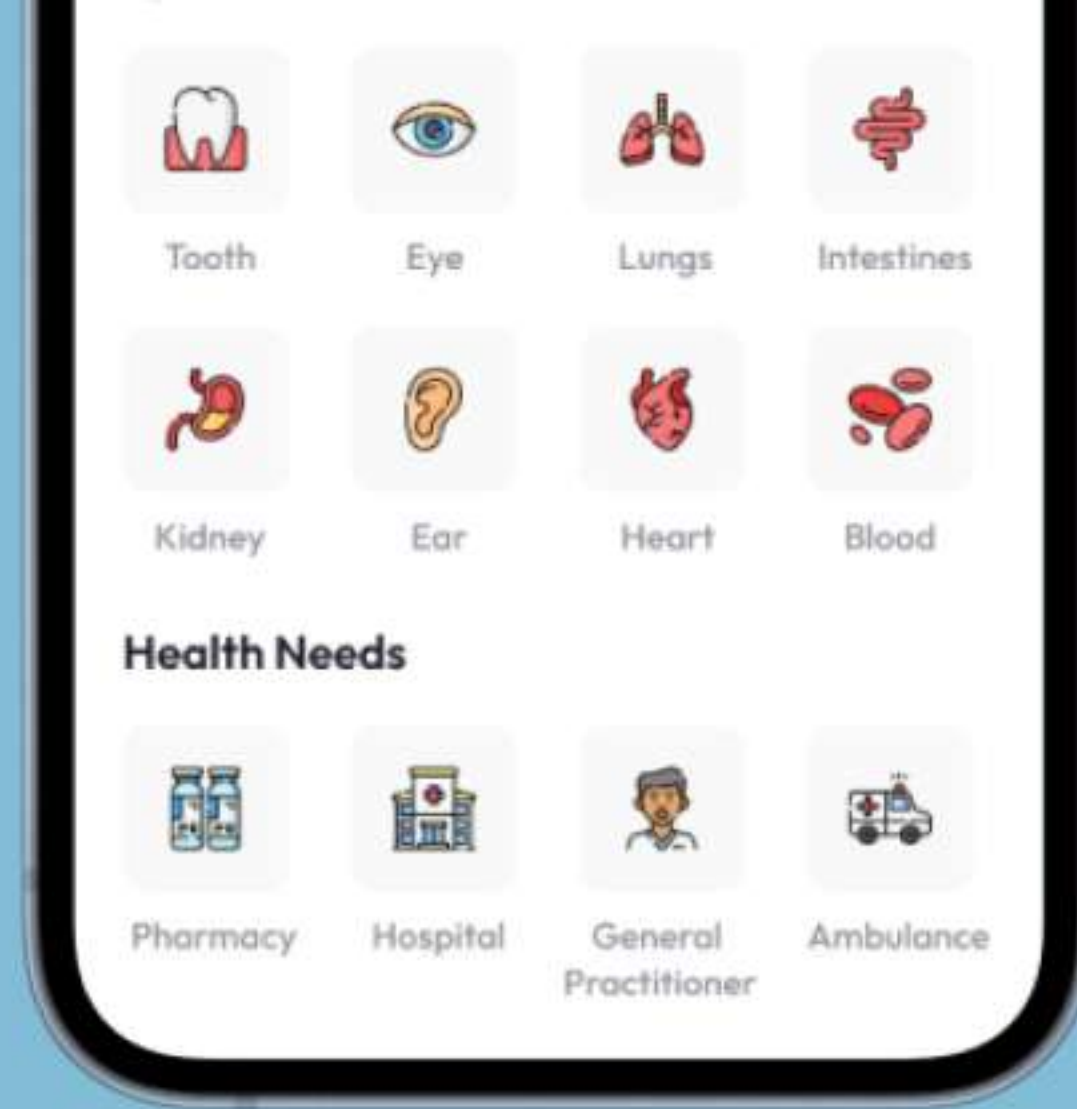 Tooth Eye Lungs Intestines
Kidney Ear Heart Blood
Health Needs
Pharmacy Hospital General Practitioner Ambulance